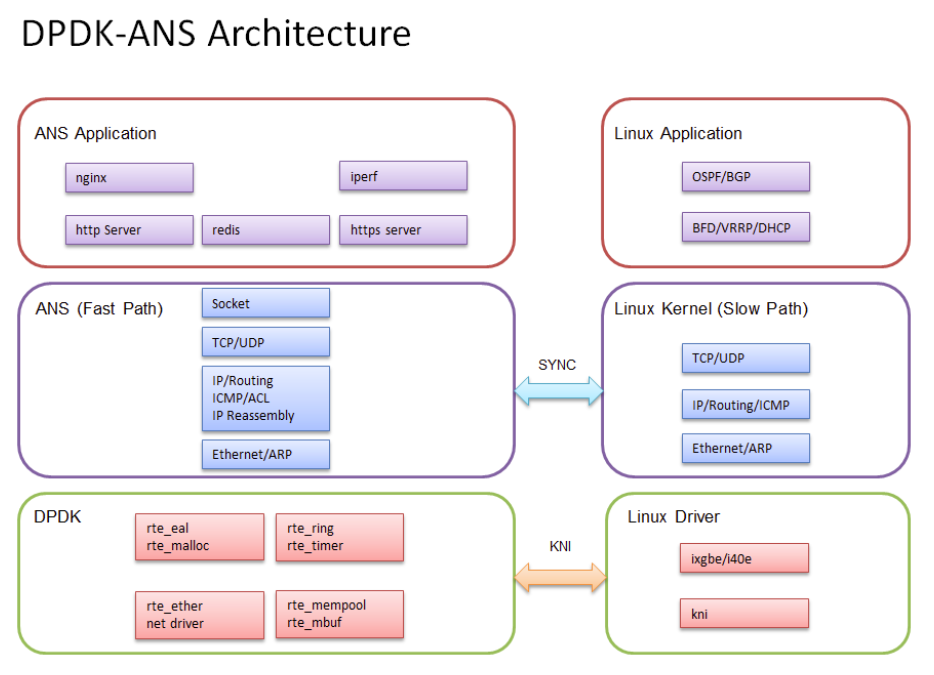 DPDK-ANS Architecture
ANS Application
nginx
iperf
http Server
redis
https server
Linux Application
OSPF/BGP
BFD/VRRP/DHCP
ANS (Fast Path)
Socket
TCP/UDP
IP/Routing
ICMP/ACL
IP Reassembly
Ethernet/ARP
SYNC
Linux Kernel (Slow Path)
TCP/UDP
IP/Routing/ICMP
Ethernet/ARP
DPDK
rte_eal
rte_malloc
rte_ring
rte_timer
rte_ether
net driver
rte_mempool
rte_mbuf
KNI
Linux Driver
ixgbe/i40e
kni